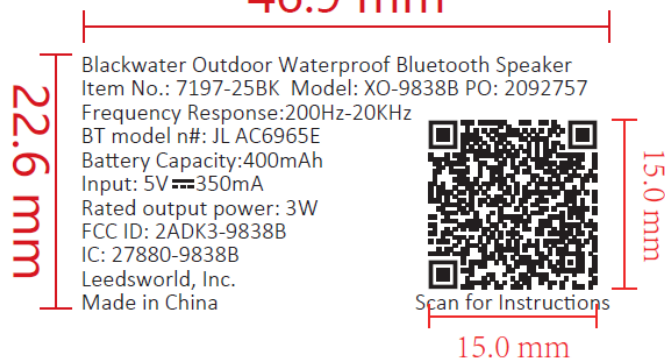 46.9 mm
22.6 mm
Blackwater Outdoor Waterproof Bluetooth Speaker
Item No.: 7197-25BK Model: XO-9838B PO: 2092757
Frequency Response:200Hz-20KHz
BT model n#: JL AC6965E
Battery Capacity:400mAh
Input: 5V⎓350mA
Rated output power: 3W
FCC ID: 2ADK3-9838B
IC: 27880-9838B
Leedsworld, Inc.
Made in China
Scan for Instructions
15.0 mm
15.0 mm